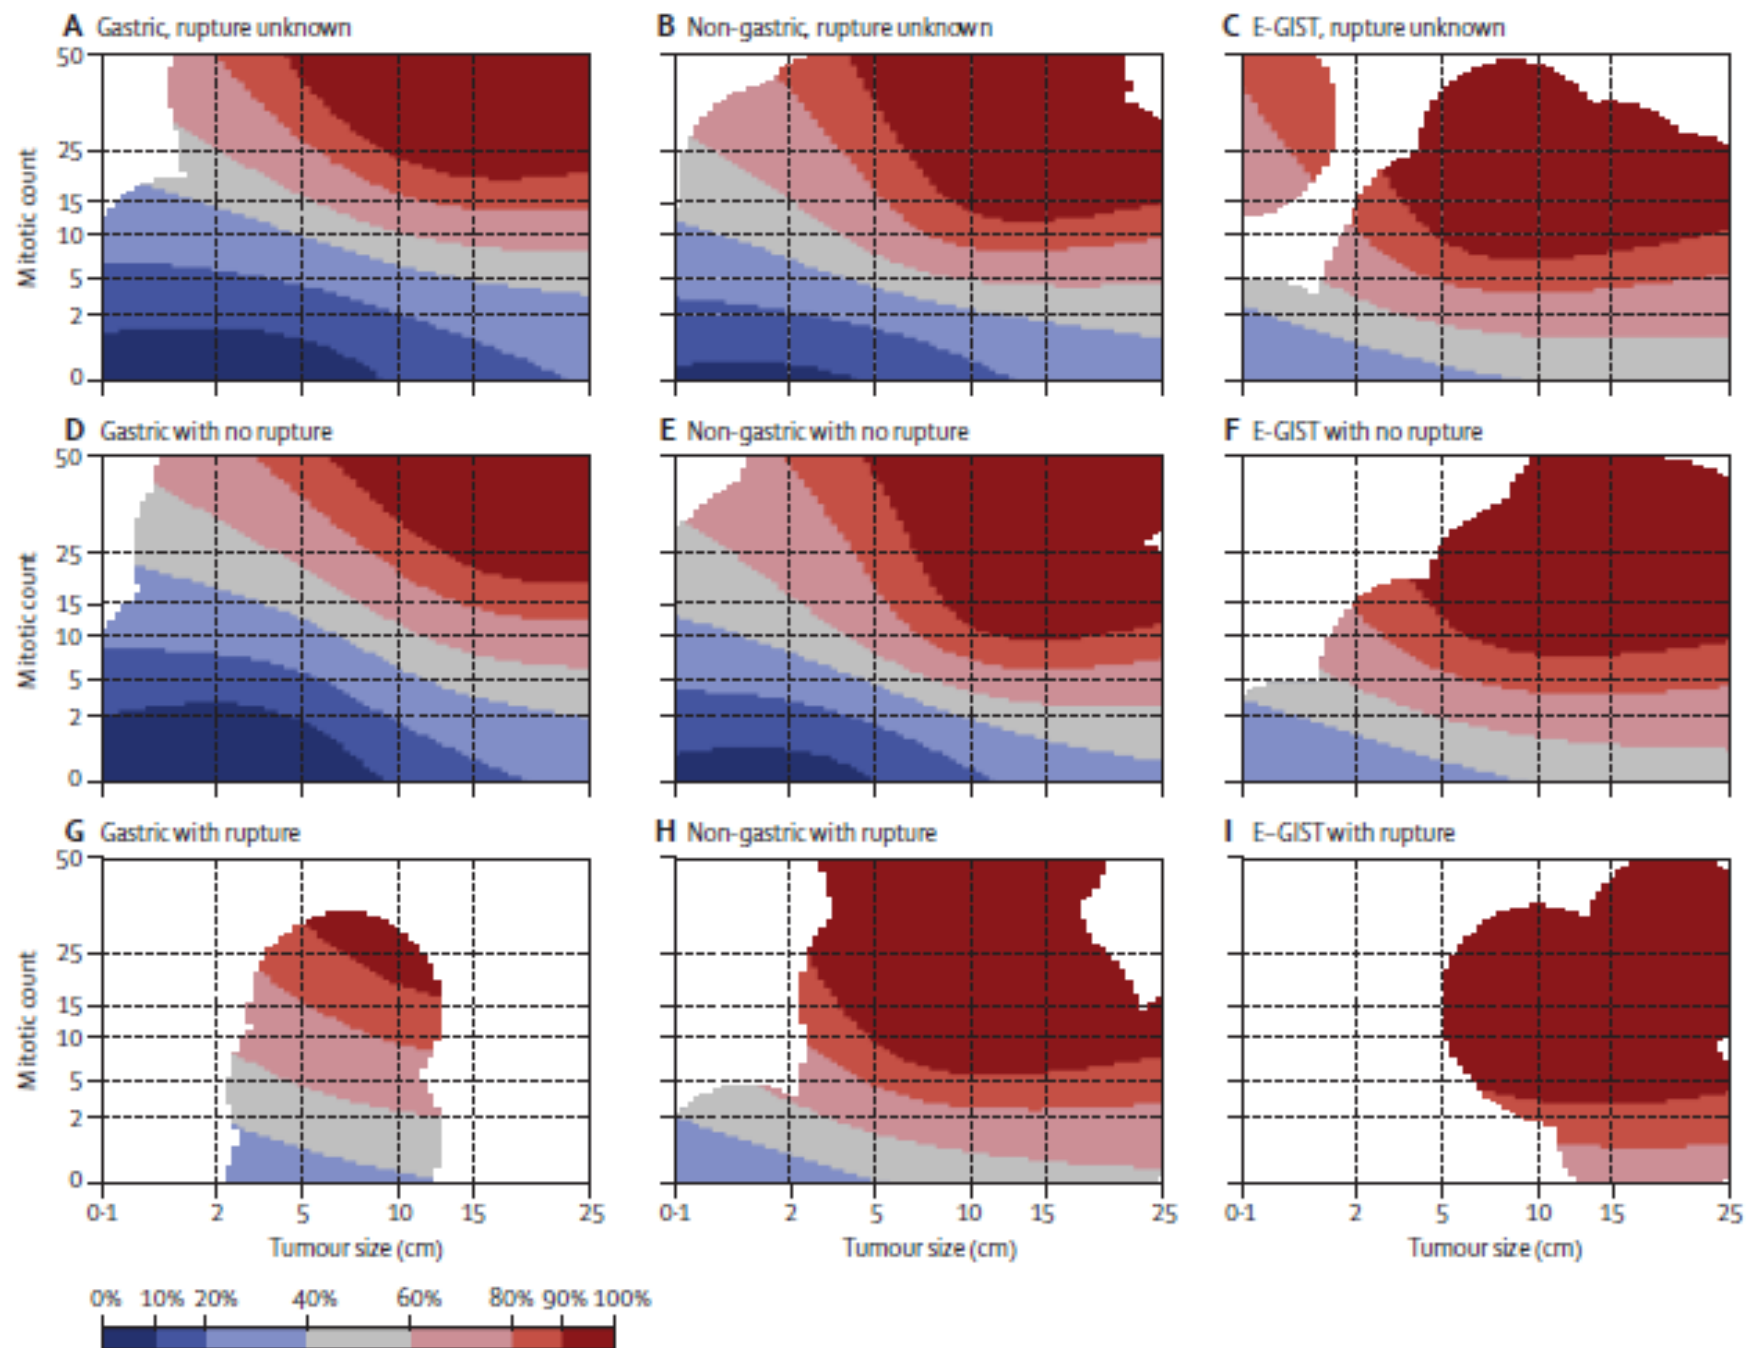 A Gastric, rupture unknown
B Non-gastric, rupture unknown
C E-GIST, rupture unknown
Mitotic count
50
25
15
10
5
2
0
D Gastric with no rupture
E Non-gastric with no rupture
F E-GIST with no rupture
Mitotic count
50
25
15
10
5
2
0
G Gastric with rupture
H Non-gastric with rupture
I E-GIST with rupture
Mitotic count
50
25
15
10
5
2
0
0·1 2 5 10 15 25
0·1 2 5 10 15 25
0·1 2 5 10 15 25
Tumour size (cm)
Tumour size (cm)
Tumour size (cm)
0% 10% 20% 40% 60% 80% 90% 100%